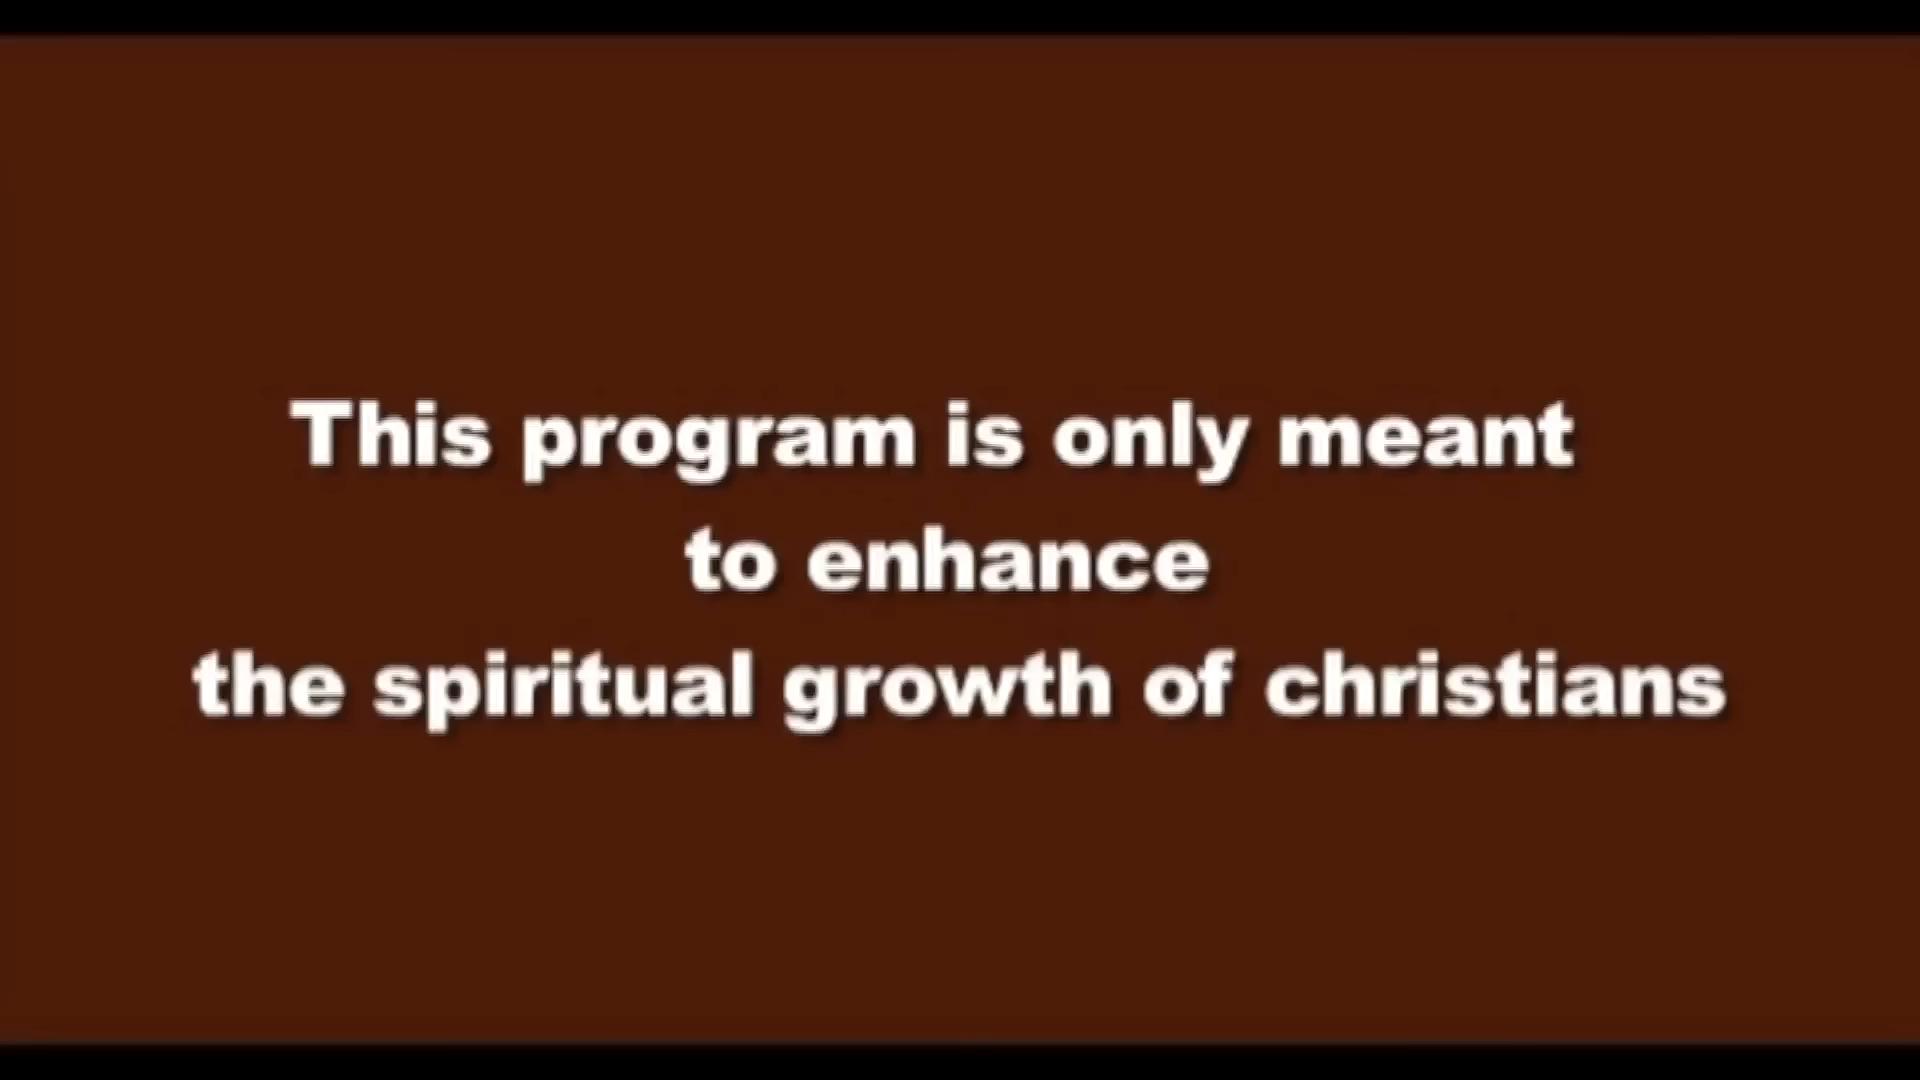 This program is only meant
to enhance
the spiritual growth of christians